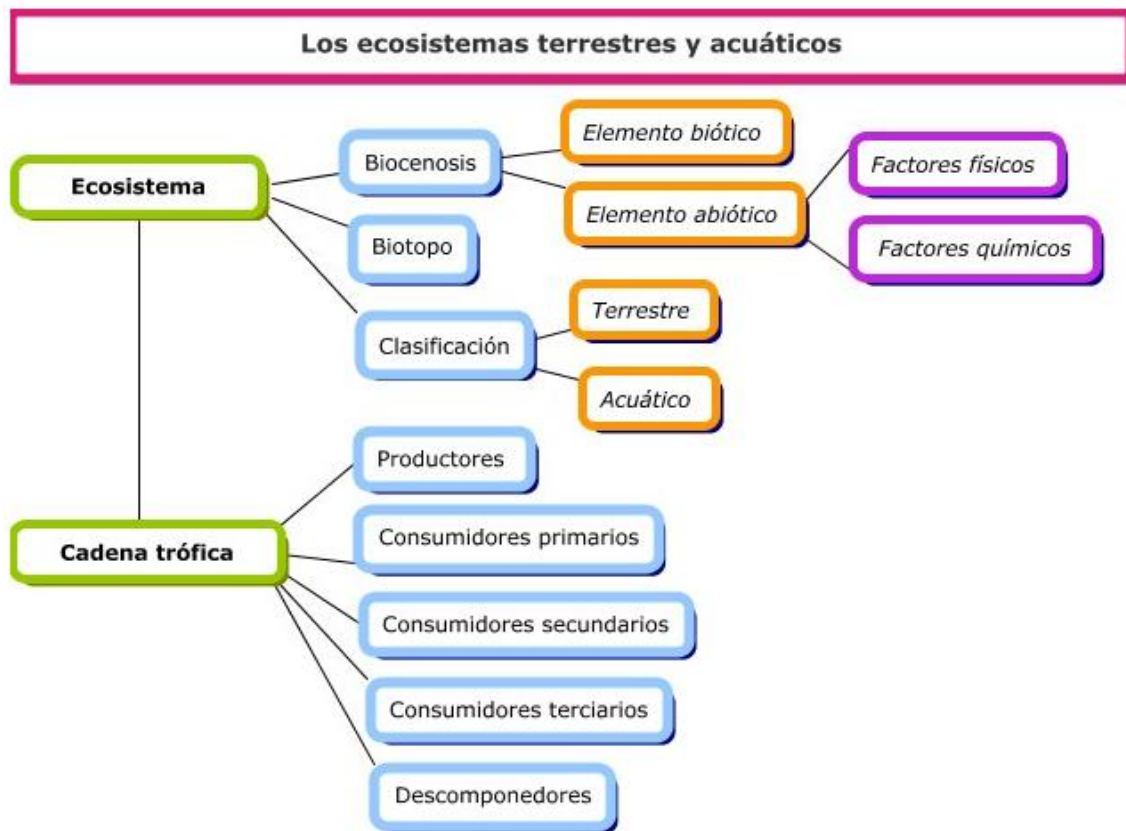 Los ecosistemas terrestres y acuáticos
Ecosistema
Biocenosis
Elemento biótico
Elemento abiótico
Factores físicos
Factores químicos
Biotopo
Clasificación
Terrestre
Acuático
Cadena trófica
Productores
Consumidores primarios
Consumidores secundarios
Consumidores terciarios
Descomponedores